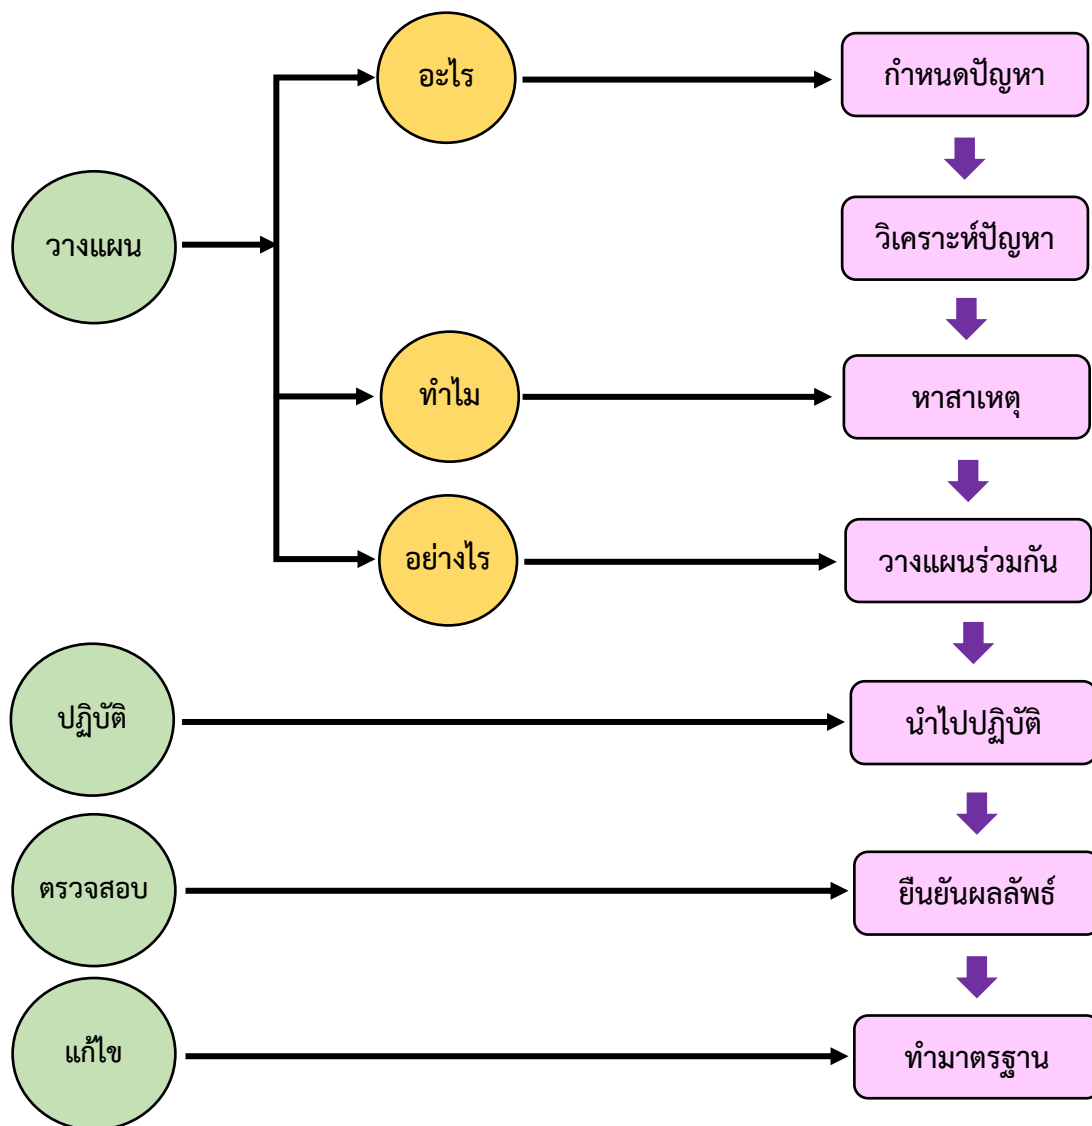 อะไร
กำหนดปัญหา
วางแผน
วิเคราะห์ปัญหา
ทำไม
หาสาเหตุ
อย่างไร
วางแผนร่วมกัน
ปฏิบัติ
นำไปปฏิบัติ
ตรวจสอบ
ยืนยันผลลัพธ์
แก้ไข
ทำมาตรฐาน